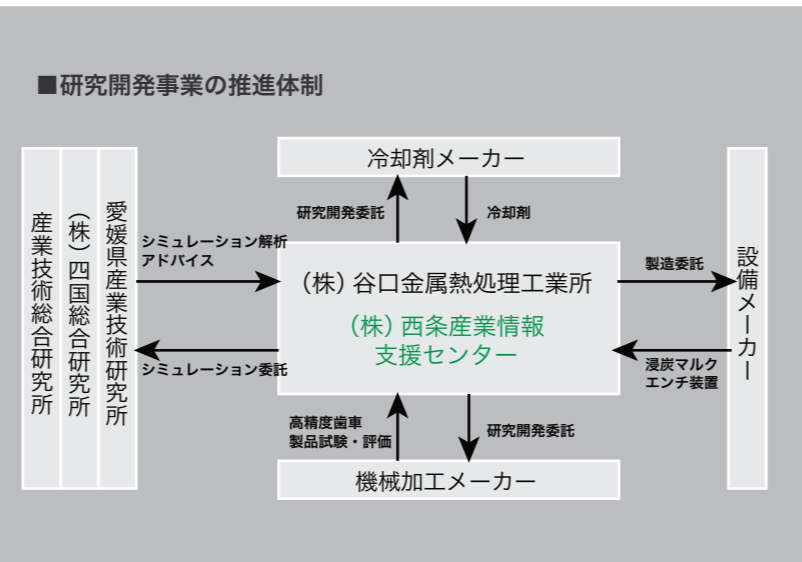 ■研究開発事業の推進体制
冷却剤メーカー
研究開発委託
冷却剤
産業技術総合研究所
（株）四国総合研究所
愛媛県産業技術研究所
シミュレーション解析
アドバイス
シミュレーション委託
（株）谷口金属熱処理工業所
（株）西条産業情報
支援センター
製造委託
浸炭マルク
エンチ装置
設備メーカー
高精度歯車
製品試験・評価
研究開発委託
機械加工メーカー